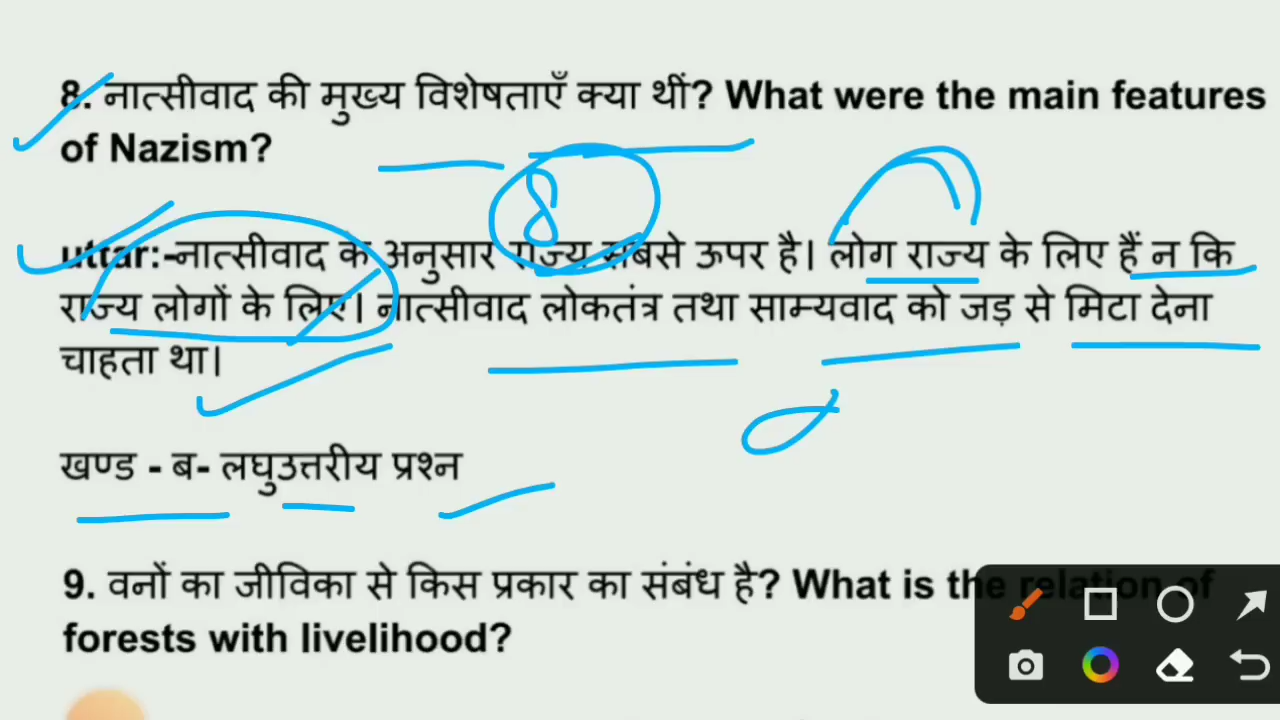 8. नात्सीवाद की मुख्य विशेषताएँ क्या थीं? What were the main features
of Nazism?
8
uttar:-नात्सीवाद के अनुसार राज्य सबसे ऊपर है। लोग राज्य के लिए हैं न कि
राज्य लोगों के लिए। नात्सीवाद लोकतंत्र तथा साम्यवाद को जड़ से मिटा देना
चाहता था।
खण्ड - ब- लघुउत्तरीय प्रश्न
9. वनों का जीविका से किस प्रकार का संबंध है? What is the relation of
forests with livelihood?